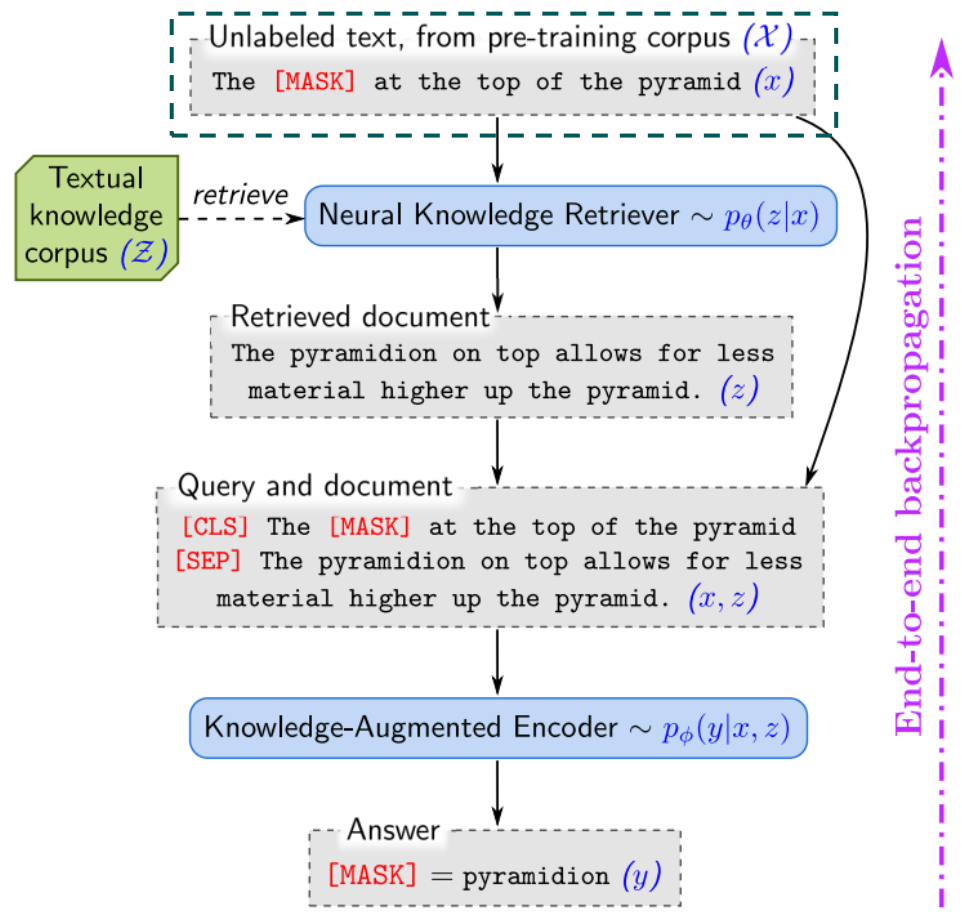 Unlabeled text, from pre-training corpus (𝒳)
The [MASK] at the top of the pyramid (x)
Textual
knowledge
corpus (𝒵)
retrieve
Neural Knowledge Retriever ∼ pθ(z|x)
Retrieved document
The pyramidion on top allows for less
material higher up the pyramid. (z)
Query and document
[CLS] The [MASK] at the top of the pyramid
[SEP] The pyramidion on top allows for less
material higher up the pyramid. (x, z)
Knowledge-Augmented Encoder ∼ pϕ(y|x, z)
Answer
[MASK] = pyramidion (y)
End-to-end backpropagation